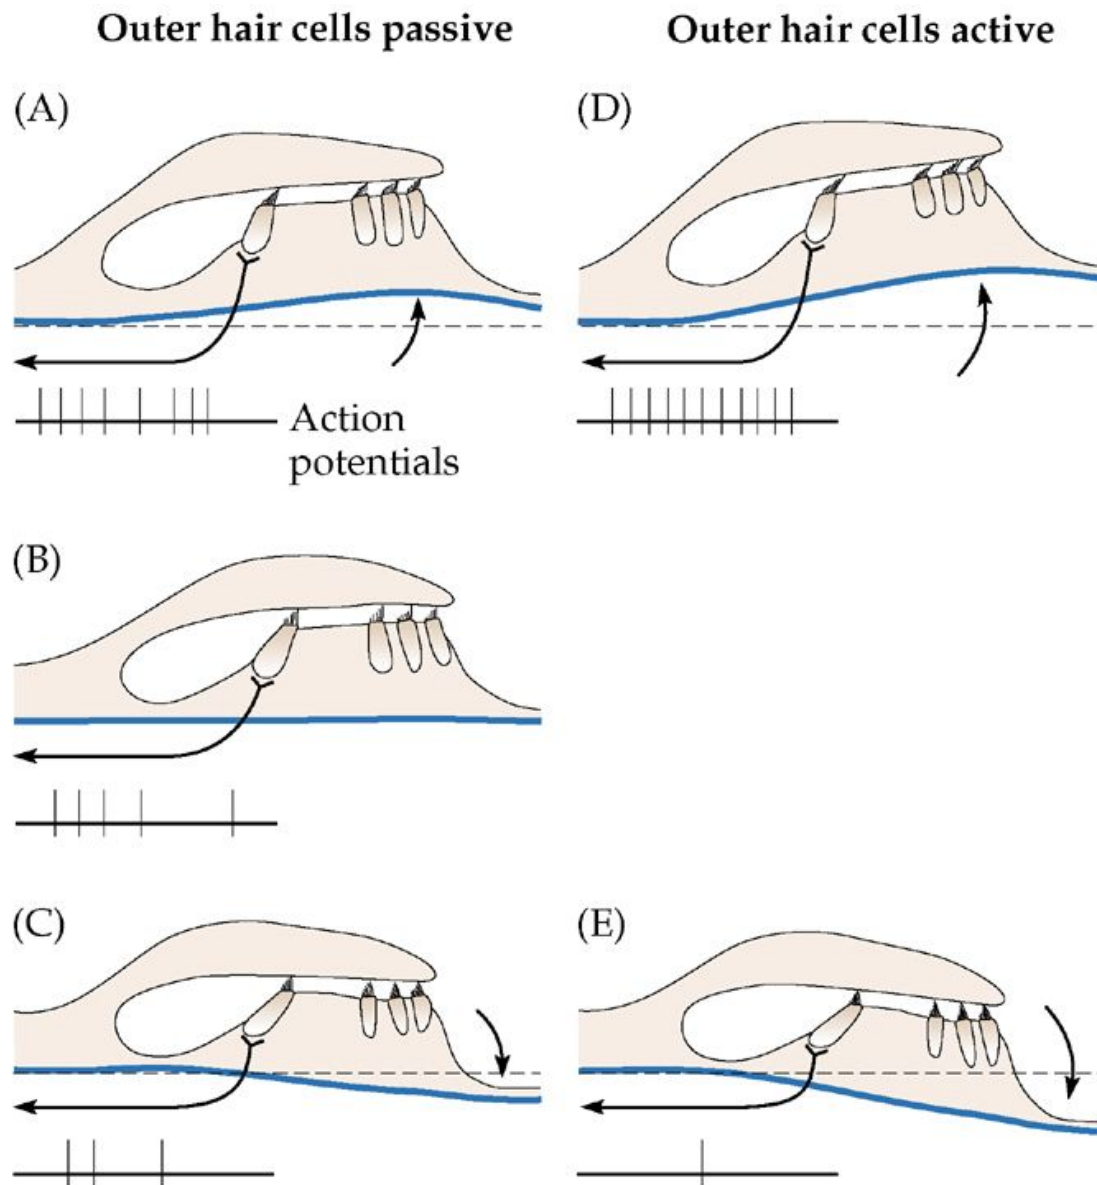 Outer hair cells passive
Outer hair cells active
(A)
(D)
Action
potentials
(B)
(C)
(E)